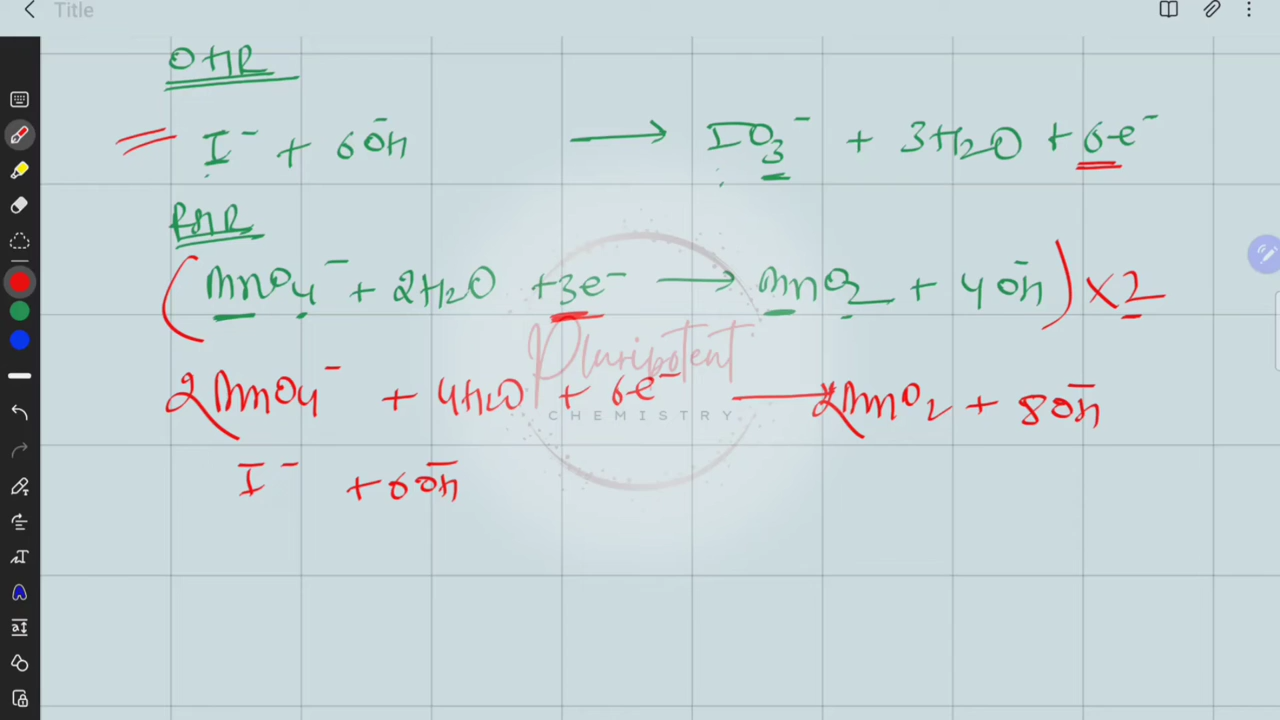 Title
OHR
I⁻ + 6OH⁻ ⟶ IO₃⁻ + 3H₂O + 6e⁻
RHR
(MnO₄⁻ + 2H₂O + 3e⁻ ⟶ MnO₂ + 4OH⁻) × 2
2MnO₄⁻ + 4H₂O + 6e⁻ ⟶ 2MnO₂ + 8OH⁻
I⁻ + 6OH⁻
Pluripotent
CHEMISTRY